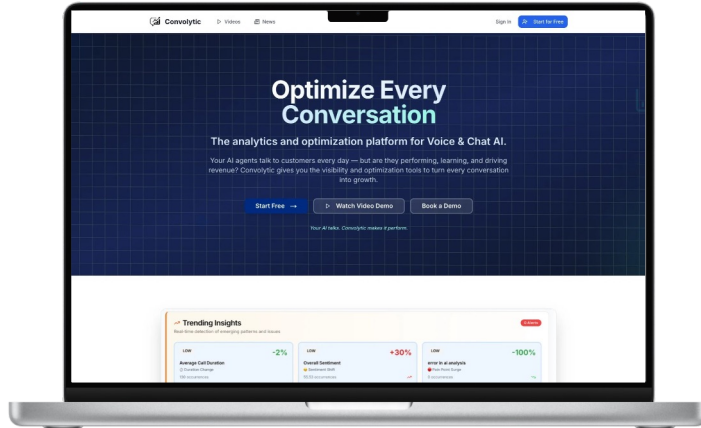 Convolytic
Videos
News
Sign In
Start for Free
Optimize Every
Conversation
The analytics and optimization platform for Voice & Chat AI.
Your AI agents talk to customers every day — but are they performing, learning, and driving
revenue? Convolytic gives you the visibility and optimization tools to turn every conversation
into growth.
Start Free →
Watch Video Demo
Book a Demo
Your AI talks. Convolytic makes it perform.
Trending Insights
Real-time detection of emerging patterns and issues
LOW
-2%
Average Call Duration
Duration Change
LOW
+30%
Overall Sentiment
Sentiment Shift
LOW
-100%
error in ai analysis
Pain Point Surge